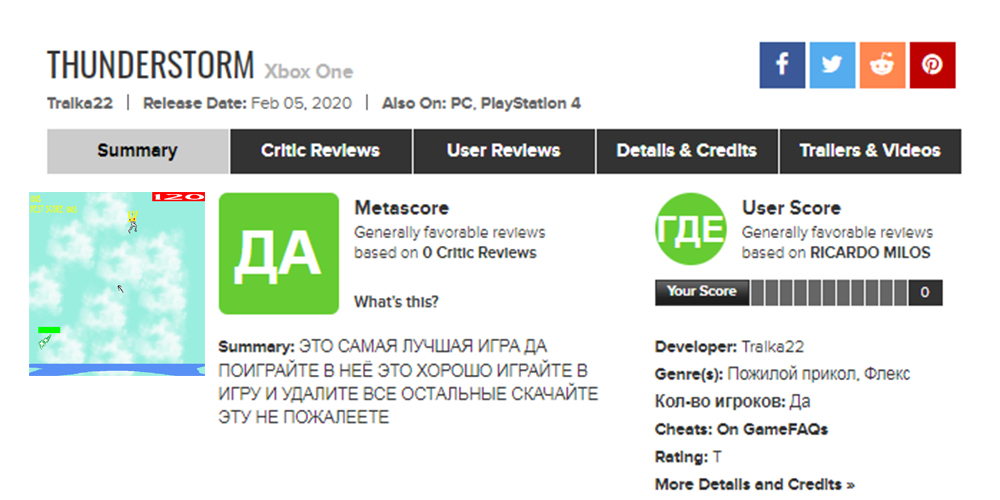 THUNDERSTORM Xbox One
Tralka22 | Release Date: Feb 05, 2020 | Also On: PC, PlayStation 4
Summary
Critic Reviews
User Reviews
Details & Credits
Trailers & Videos
120
ДА
Metascore
Generally favorable reviews
based on 0 Critic Reviews
What's this?
Summary: ЭТО САМАЯ ЛУЧШАЯ ИГРА ДА
ПОИГРАЙТЕ В НЕЁ ЭТО ХОРОШО ИГРАЙТЕ В
ИГРУ И УДАЛИТЕ ВСЕ ОСТАЛЬНЫЕ СКАЧАЙТЕ
ЭТУ НЕ ПОЖАЛЕЕТЕ
ГДЕ
User Score
Generally favorable reviews
based on RICARDO MILOS
Your Score 0
Developer: Tralka22
Genre(s): Пожилой прикол, Флекс
Кол-во игроков: Да
Cheats: On GameFAQs
Rating: T
More Details and Credits »